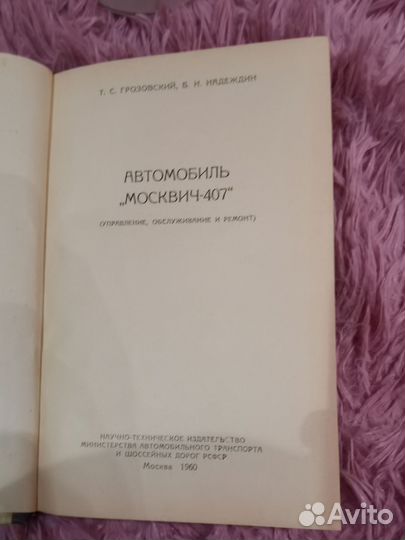 Т. С. ГРОЗОВСКИЙ, Б. И. НАДЕЖДИН
АВТОМОБИЛЬ
„МОСКВИЧ-407“
(УПРАВЛЕНИЕ, ОБСЛУЖИВАНИЕ И РЕМОНТ)
НАУЧНО-ТЕХНИЧЕСКОЕ ИЗДАТЕЛЬСТВО
МИНИСТЕРСТВА АВТОМОБИЛЬНОГО ТРАНСПОРТА
И ШОССЕЙНЫХ ДОРОГ РСФСР
Москва 1960
Avito